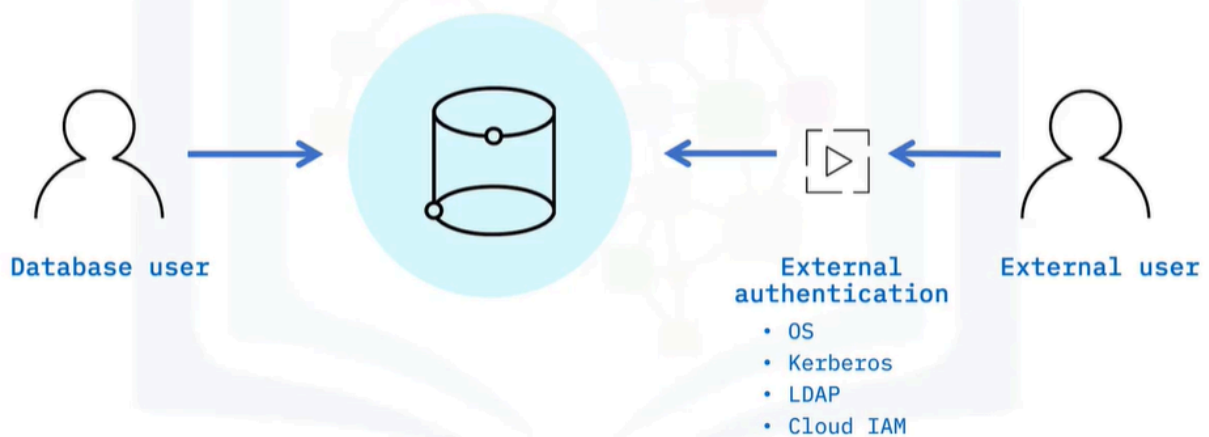 Database user
External
authentication
• OS
• Kerberos
• LDAP
• Cloud IAM
External user